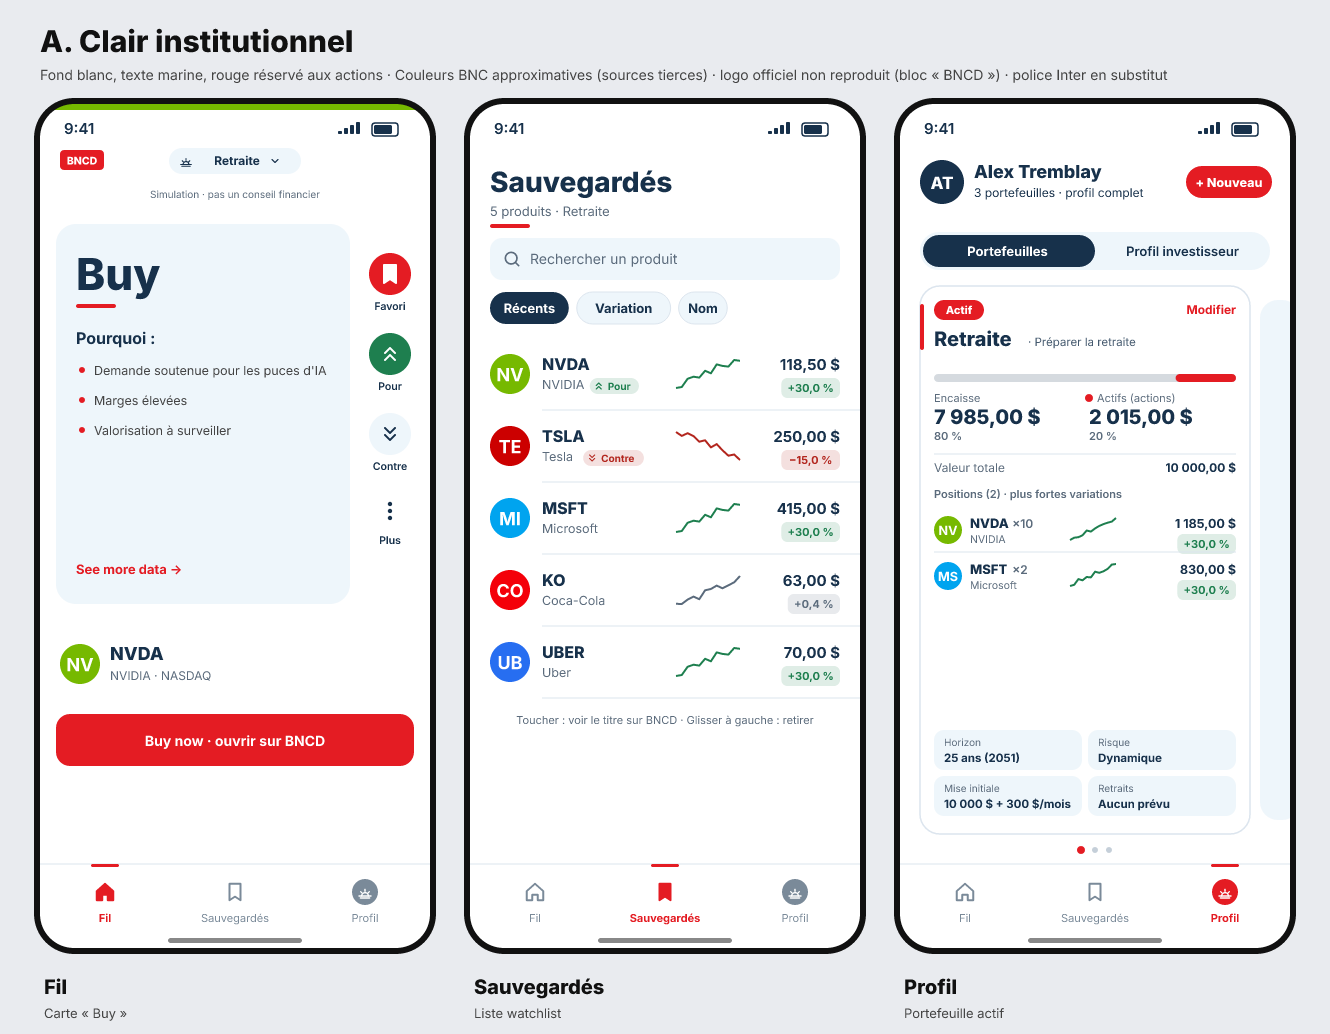 A. Clair institutionnel
Fond blanc, texte marine, rouge réservé aux actions · Couleurs BNC approximatives (sources tierces) · logo officiel non reproduit (bloc « BNCD ») · police Inter en substitut
9:41
BNCD
Retraite
Simulation · pas un conseil financier
Buy
Pourquoi :
Demande soutenue pour les puces d'IA
Marges élevées
Valorisation à surveiller
See more data →
Favori
Pour
Contre
Plus
NV
NVDA
NVIDIA · NASDAQ
Buy now · ouvrir sur BNCD
Fil
Sauvegardés
Profil
Fil
Carte « Buy »
9:41
Sauvegardés
5 produits · Retraite
Rechercher un produit
Récents
Variation
Nom
NV
NVDA
NVIDIA
Pour
118,50 $
+30,0 %
TE
TSLA
Tesla
Contre
250,00 $
−15,0 %
MI
MSFT
Microsoft
415,00 $
+30,0 %
CO
KO
Coca-Cola
63,00 $
+0,4 %
UB
UBER
Uber
70,00 $
+30,0 %
Toucher : voir le titre sur BNCD · Glisser à gauche : retirer
Fil
Sauvegardés
Profil
Sauvegardés
Liste watchlist
9:41
AT
Alex Tremblay
3 portefeuilles · profil complet
+ Nouveau
Portefeuilles
Profil investisseur
Actif
Modifier
Retraite
· Préparer la retraite
Encaisse
7 985,00 $
80 %
Actifs (actions)
2 015,00 $
20 %
Valeur totale
10 000,00 $
Positions (2) · plus fortes variations
NV
NVDA ×10
NVIDIA
1 185,00 $
+30,0 %
MS
MSFT ×2
Microsoft
830,00 $
+30,0 %
Horizon
25 ans (2051)
Risque
Dynamique
Mise initiale
10 000 $ + 300 $/mois
Retraits
Aucun prévu
Fil
Sauvegardés
Profil
Profil
Portefeuille actif